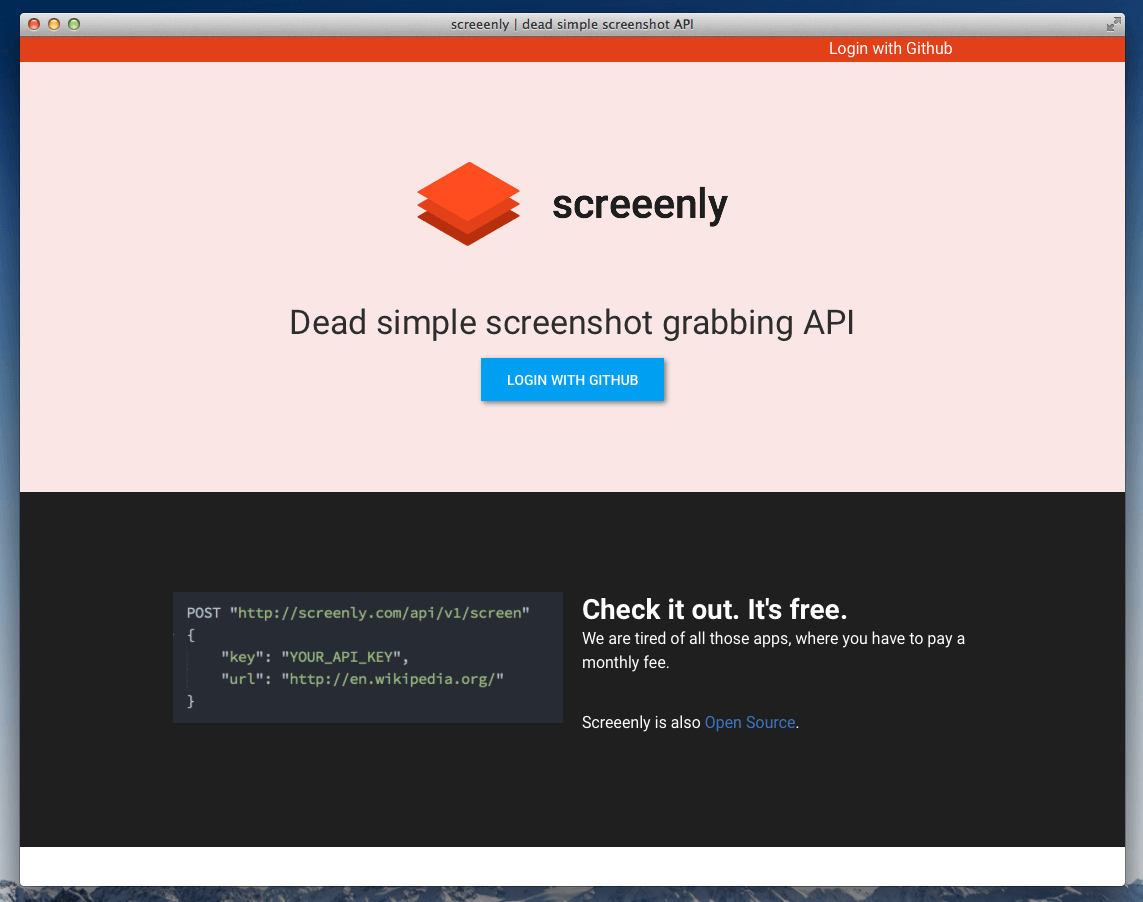 screeenly | dead simple screenshot API
Login with Github
screeenly
Dead simple screenshot grabbing API
LOGIN WITH GITHUB
POST "http://screenly.com/api/v1/screen"
{
"key": "YOUR_API_KEY",
"url": "http://en.wikipedia.org/"
}
Check it out. It's free.
We are tired of all those apps, where you have to pay a
monthly fee.
Screeenly is also Open Source.